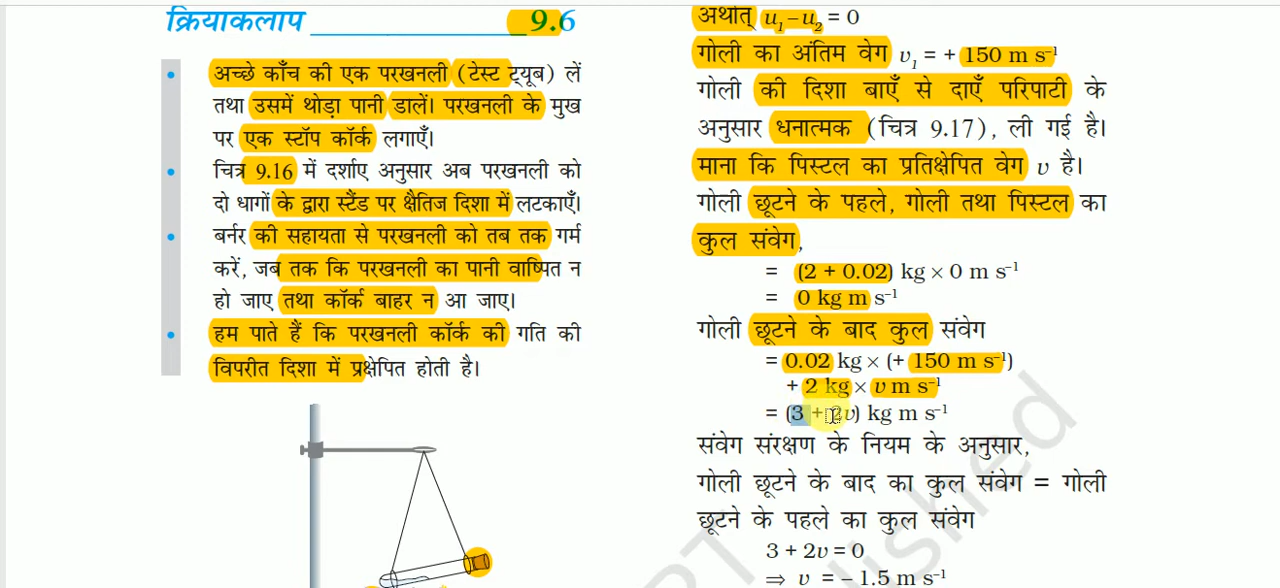 क्रियाकलाप ____________________ 9.6
• अच्छे काँच की एक परखनली (टेस्ट ट्यूब) लें
तथा उसमें थोड़ा पानी डालें। परखनली के मुख
पर एक स्टॉप कॉर्क लगाएँ।
• चित्र 9.16 में दर्शाए अनुसार अब परखनली को
दो धागों के द्वारा स्टैंड पर क्षैतिज दिशा में लटकाएँ।
• बर्नर की सहायता से परखनली को तब तक गर्म
करें, जब तक कि परखनली का पानी वाष्पित न
हो जाए तथा कॉर्क बाहर न आ जाए।
• हम पाते हैं कि परखनली कॉर्क की गति की
विपरीत दिशा में प्रक्षेपित होती है।
अर्थात् u₁ – u₂ = 0
गोली का अंतिम वेग v₁ = + 150 m s⁻¹
गोली की दिशा बाएँ से दाएँ परिपाटी के
अनुसार धनात्मक (चित्र 9.17), ली गई है।
माना कि पिस्टल का प्रतिक्षेपित वेग v है।
गोली छूटने के पहले, गोली तथा पिस्टल का
कुल संवेग,
= (2 + 0.02) kg × 0 m s⁻¹
= 0 kg m s⁻¹
गोली छूटने के बाद कुल संवेग
= 0.02 kg × (+ 150 m s⁻¹)
+ 2 kg × v m s⁻¹
= (3 + 2v) kg m s⁻¹
संवेग संरक्षण के नियम के अनुसार,
गोली छूटने के बाद का कुल संवेग = गोली
छूटने के पहले का कुल संवेग
3 + 2v = 0
⇒ v = – 1.5 m s⁻¹